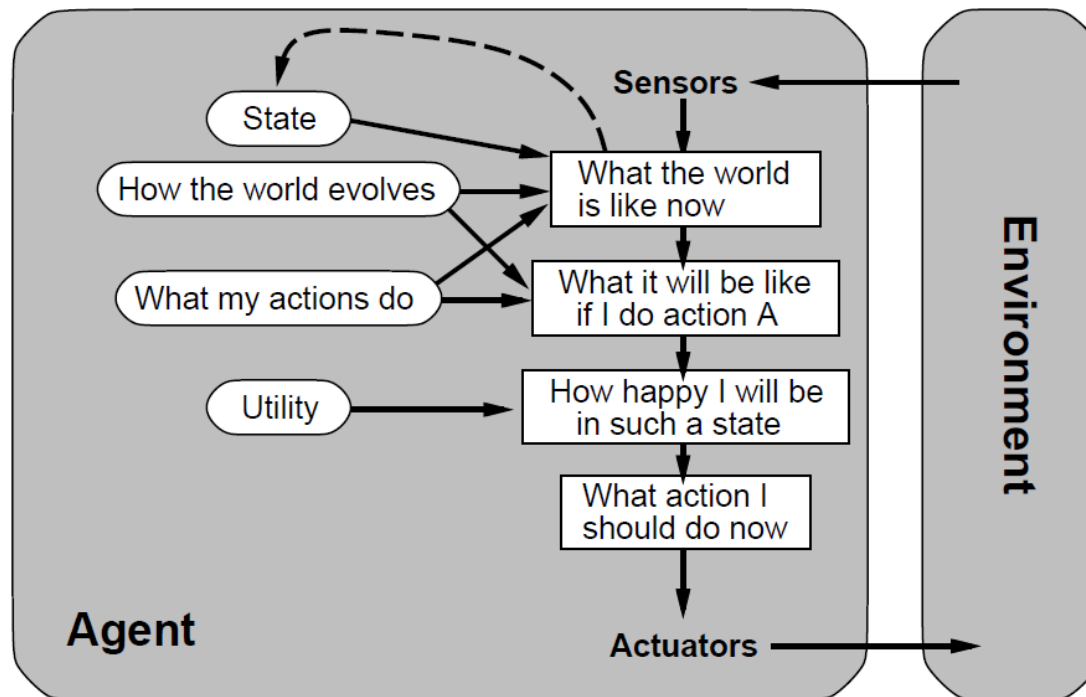 Sensors
State
What the world
is like now
How the world evolves
What it will be like
if I do action A
What my actions do
How happy I will be
in such a state
Utility
What action I
should do now
Agent
Actuators
Environment